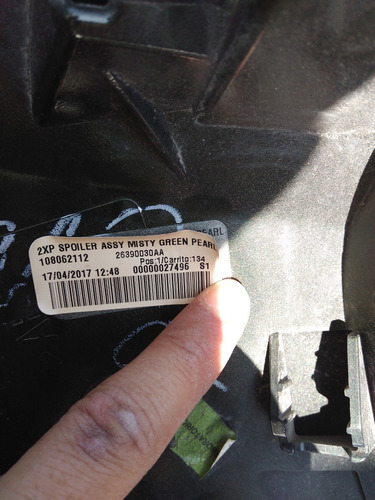 2XP SPOILER ASSY MISTY GREEN PEARL
108062112
26390030AA
Pos:1/Carrito:134
17/04/2017 12:48 00000027496 S1
PEARL